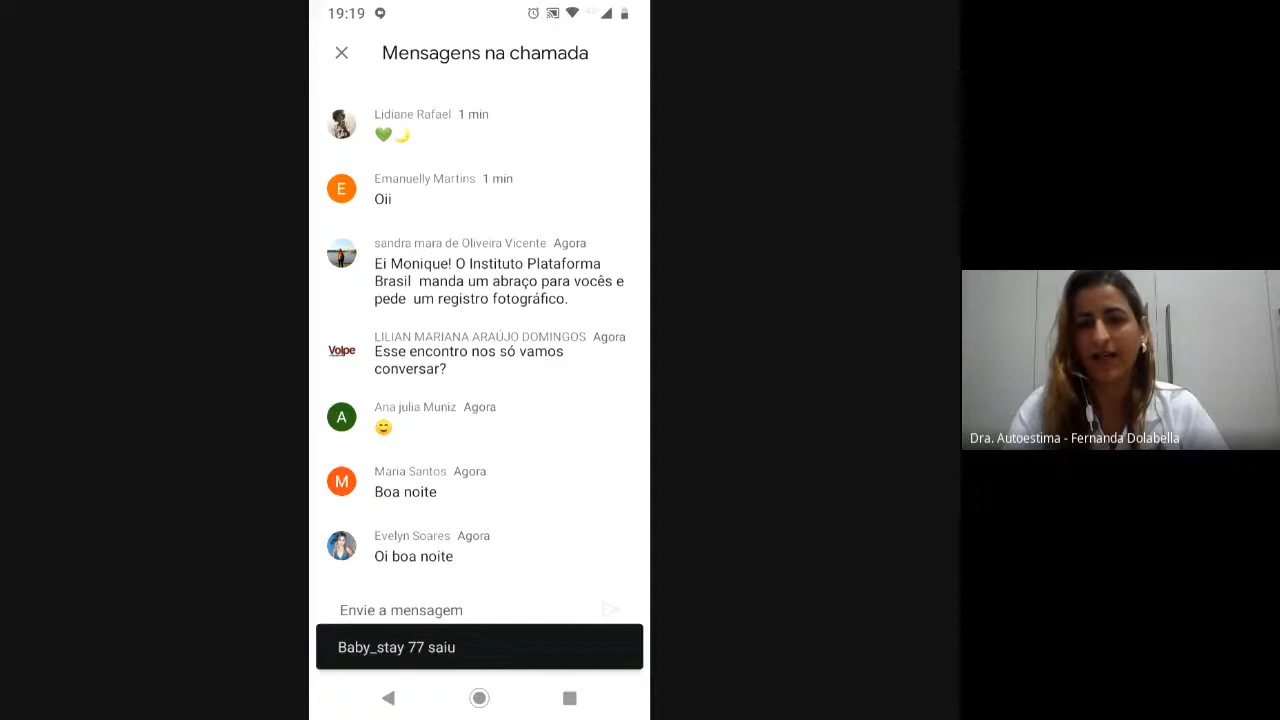 19:19
Mensagens na chamada
Lidiane Rafael 1 min
💚🌙
E
Emanuelly Martins 1 min
Oii
sandra mara de Oliveira Vicente Agora
Ei Monique! O Instituto Plataforma
Brasil manda um abraço para vocês e
pede um registro fotográfico.
LILIAN MARIANA ARAÚJO DOMINGOS Agora
Volpe
Esse encontro nos só vamos
conversar?
A
Ana julia Muniz Agora
😊
M
Maria Santos Agora
Boa noite
Evelyn Soares Agora
Oi boa noite
Envie a mensagem
Baby_stay 77 saiu
Dra. Autoestima - Fernanda Dolabella